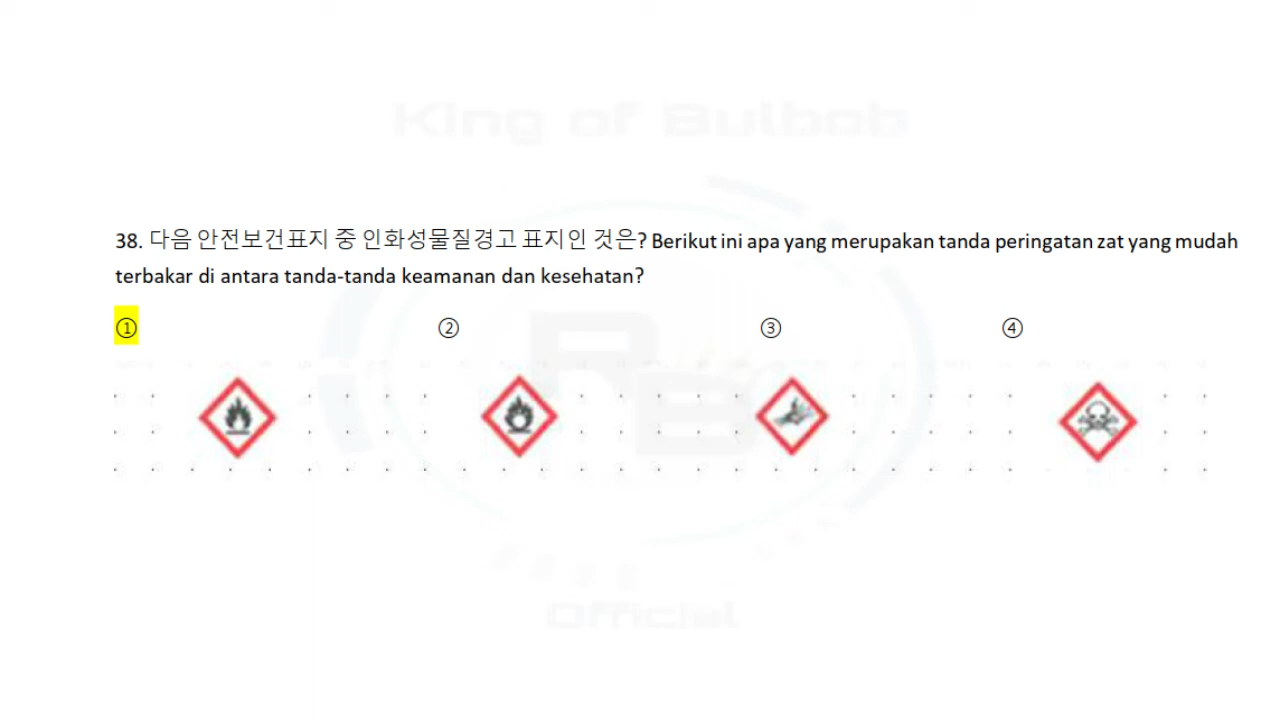 King of Bulbob
38. 다음 안전보건표지 중 인화성물질경고 표지인 것은? Berikut ini apa yang merupakan tanda peringatan zat yang mudah
terbakar di antara tanda-tanda keamanan dan kesehatan?
① ② ③ ④
RB
Official